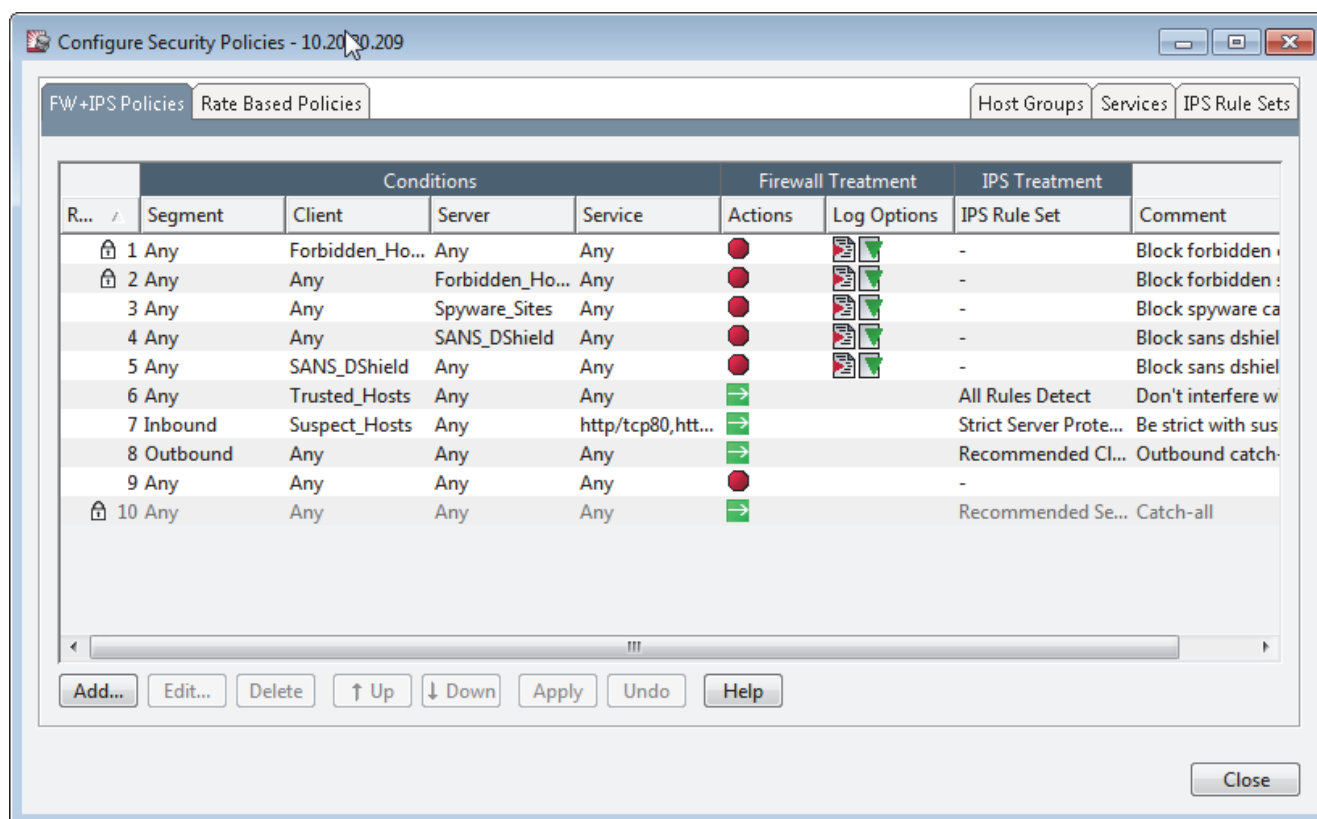 Configure Security Policies - 10.20.30.209
FW+IPS Policies Rate Based Policies Host Groups Services IPS Rule Sets
Conditions Firewall Treatment IPS Treatment
R... Segment Client Server Service Actions Log Options IPS Rule Set Comment
1 Any Forbidden_Ho... Any Any - Block forbidden
2 Any Any Forbidden_Ho... Any - Block forbidden
3 Any Any Spyware_Sites Any - Block spyware ca
4 Any Any SANS_DShield Any - Block sans dshiel
5 Any SANS_DShield Any Any - Block sans dshiel
6 Any Trusted_Hosts Any Any All Rules Detect Don't interfere w
7 Inbound Suspect_Hosts Any http/tcp80,htt... Strict Server Prote... Be strict with sus
8 Outbound Any Any Any Recommended Cl... Outbound catch-
9 Any Any Any Any -
10 Any Any Any Any Recommended Se... Catch-all
Add... Edit... Delete ↑ Up ↓ Down Apply Undo Help
Close